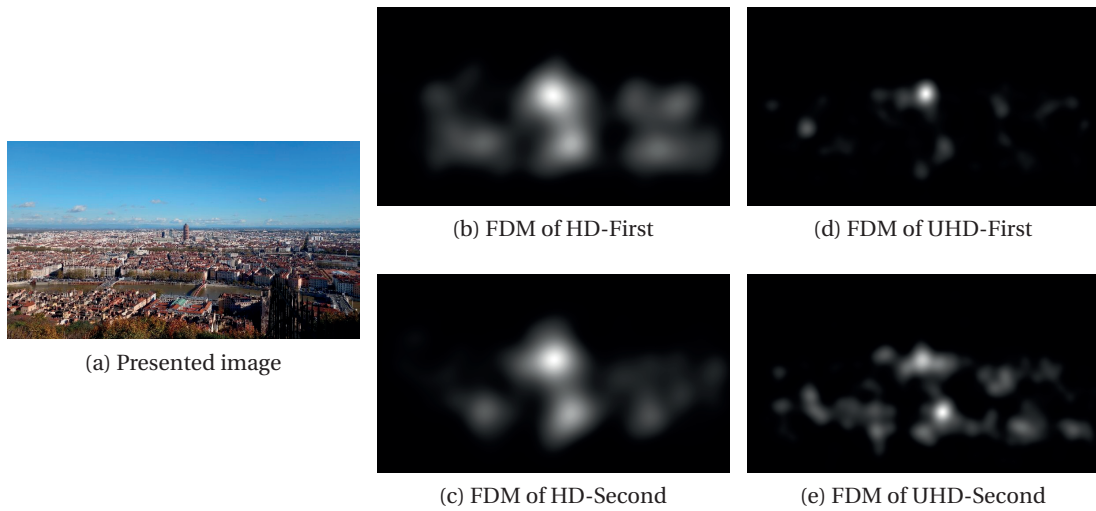 (a) Presented image
(b) FDM of HD-First
(c) FDM of HD-Second
(d) FDM of UHD-First
(e) FDM of UHD-Second